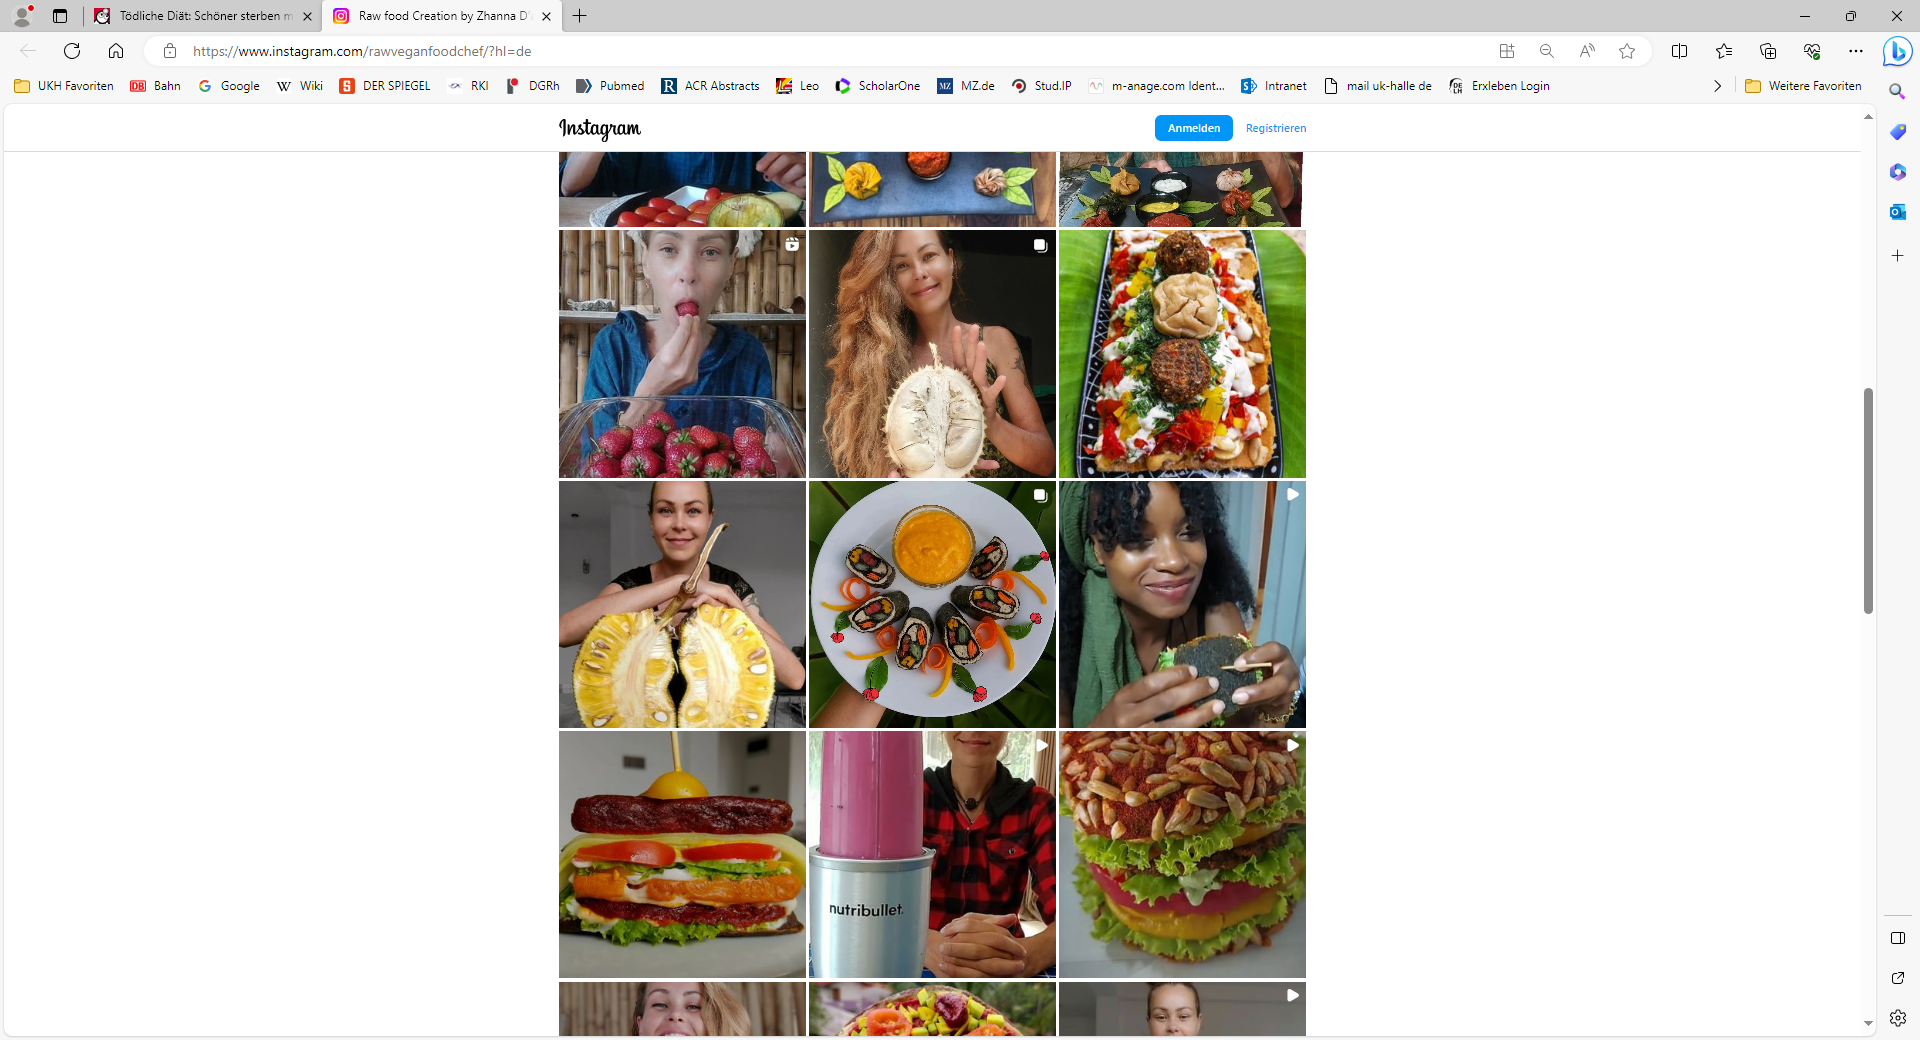 Tödliche Diät: Schöner sterben m
Raw food Creation by Zhanna D'
https://www.instagram.com/rawveganfoodchef/?hl=de
UKH Favoriten
DB Bahn
G Google
W Wiki
S DER SPIEGEL
RKI
DGRh
Pubmed
R ACR Abstracts
Leo
ScholarOne
MZ MZ.de
Stud.IP
m-anage.com Ident...
Intranet
mail uk-halle de
Erxleben Login
Weitere Favoriten
Instagram
Anmelden
Registrieren
nutribullet.